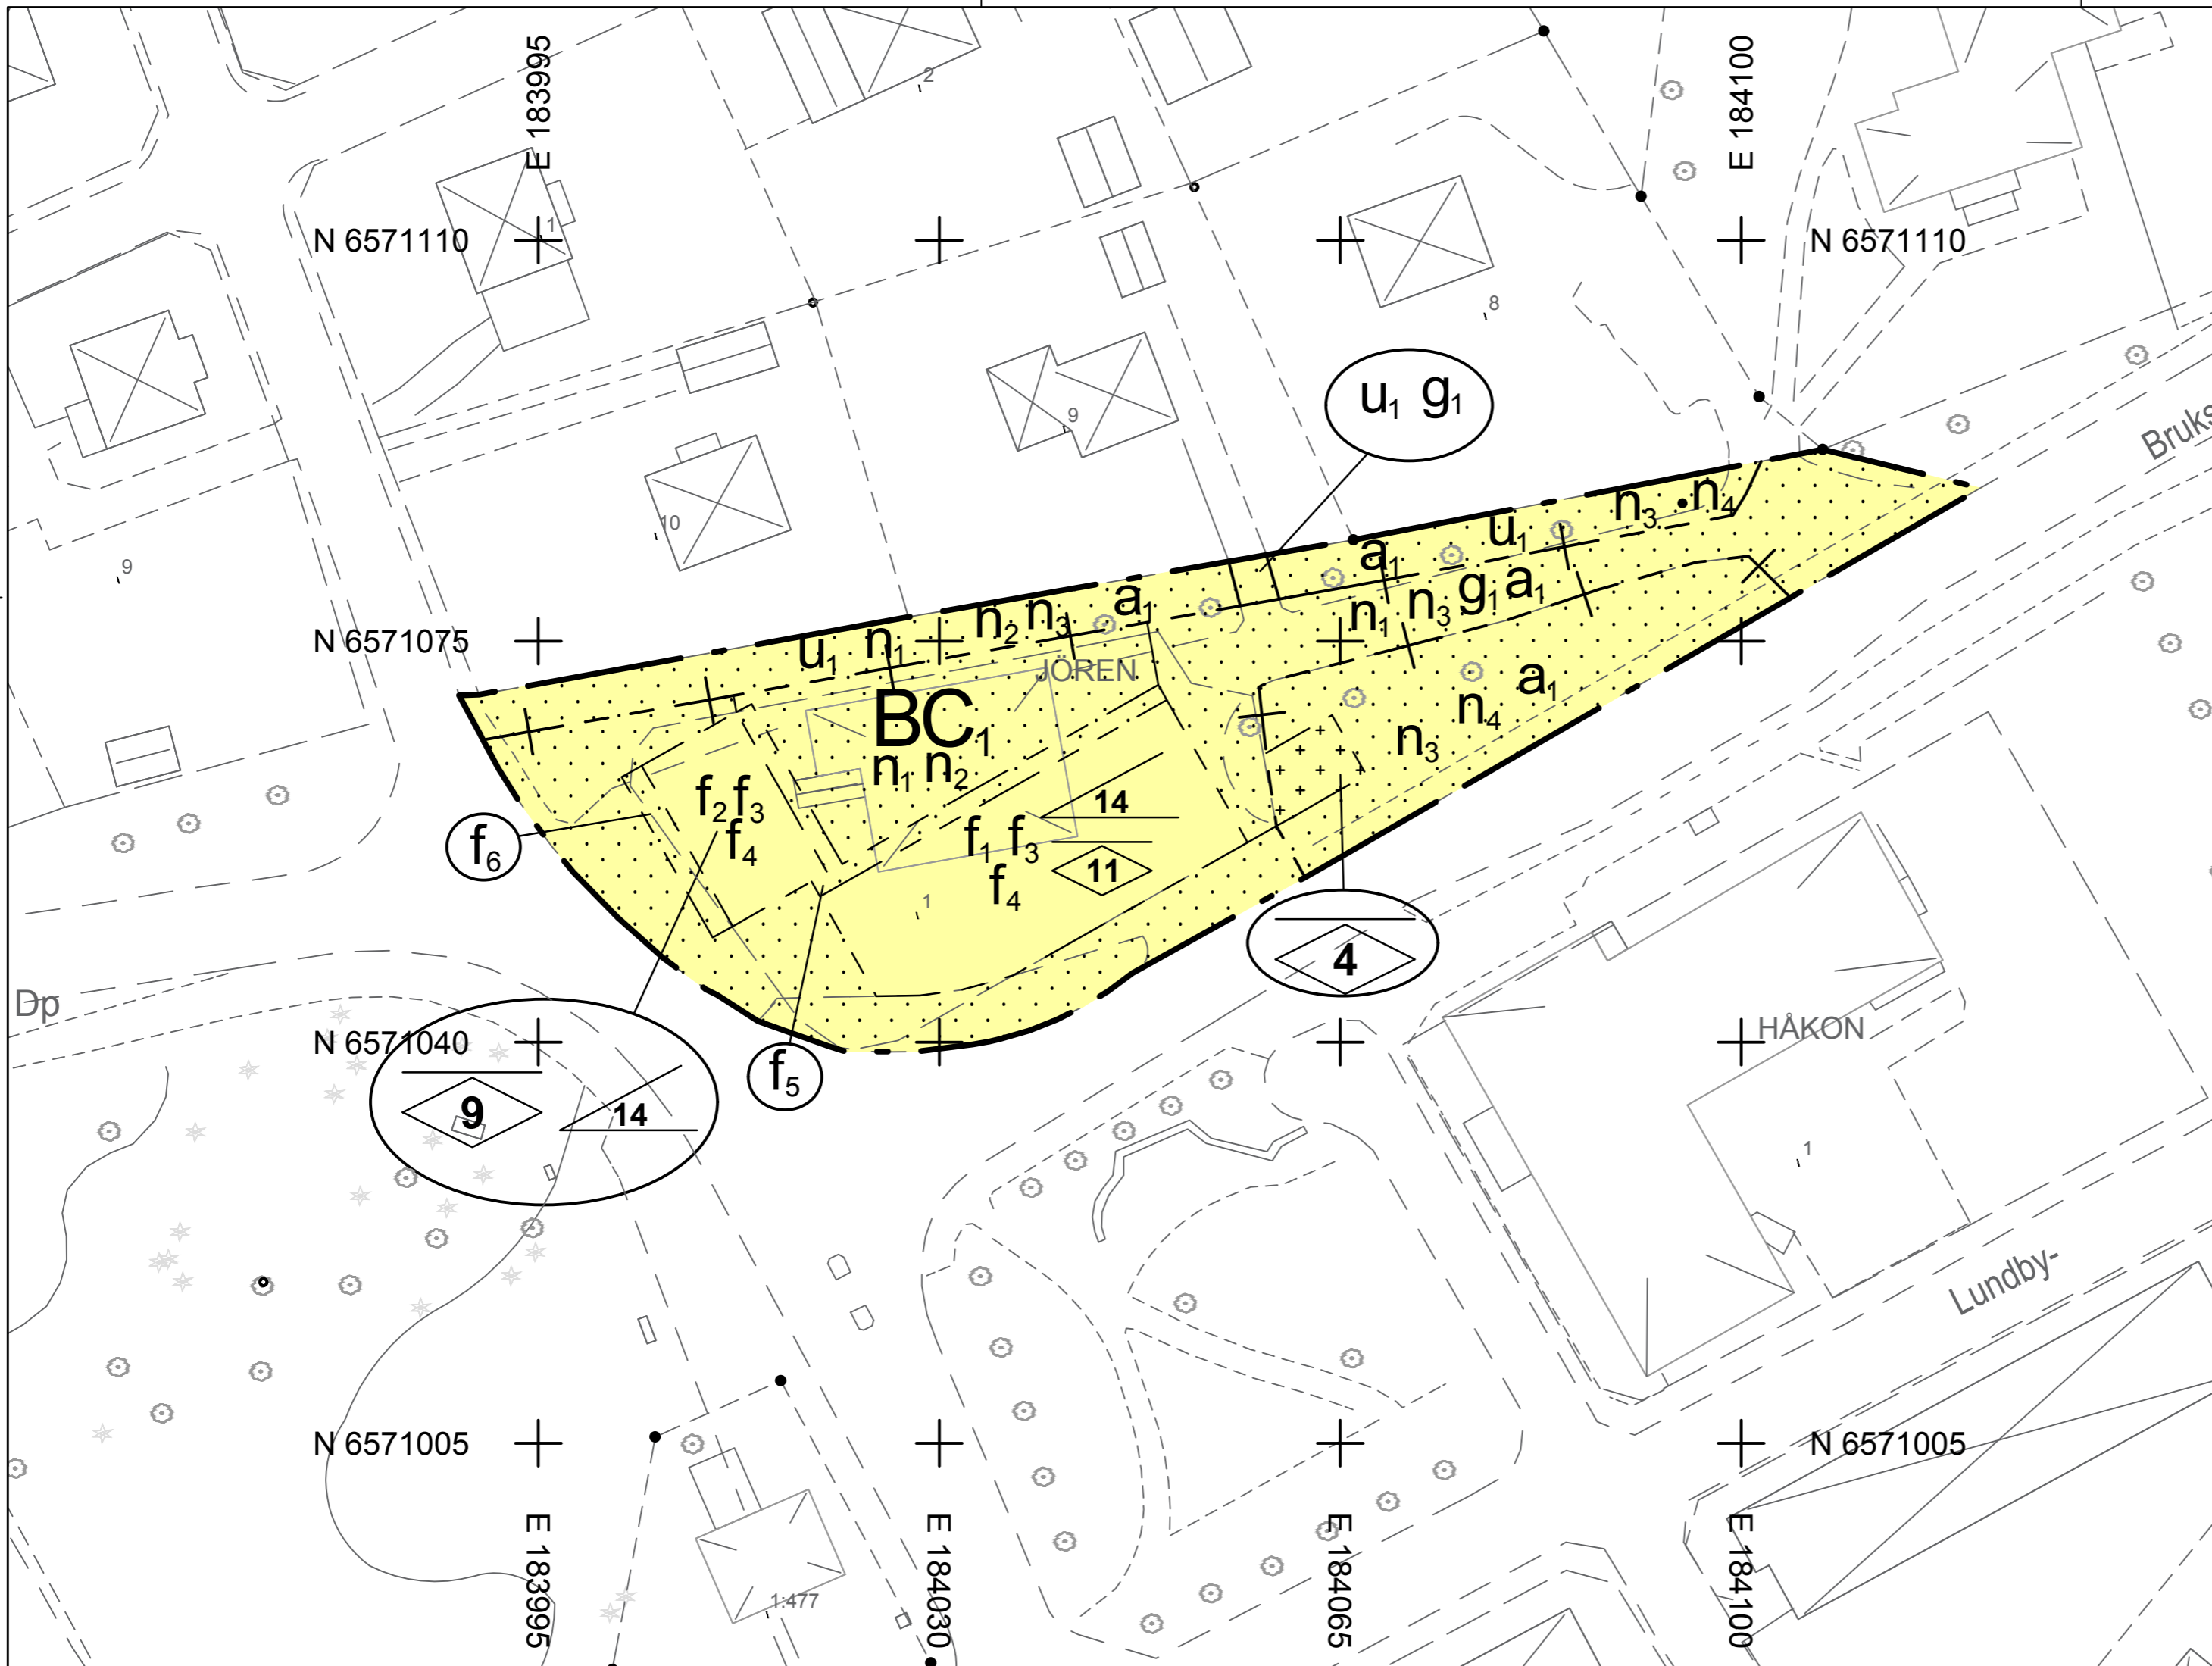 E 183995
E 184100
2
1
N 6571110
N 6571110
8
9
u1 g1
Bruks
10
9
n3 n4
u1
a1
g1 a1
n1 n3
a1
n2 n3
u1 n1
N 6571075
JÖREN
BC1
n1 n2
a1
n4
n3
f2 f3
f4
14
f1 f3
f4
11
f6
1
4
Dp
N 6571040
HÅKON
f5
9
14
1
Lundby-
N 6571005
N 6571005
E 183995
E 184030
E 184065
E 184100
1:477